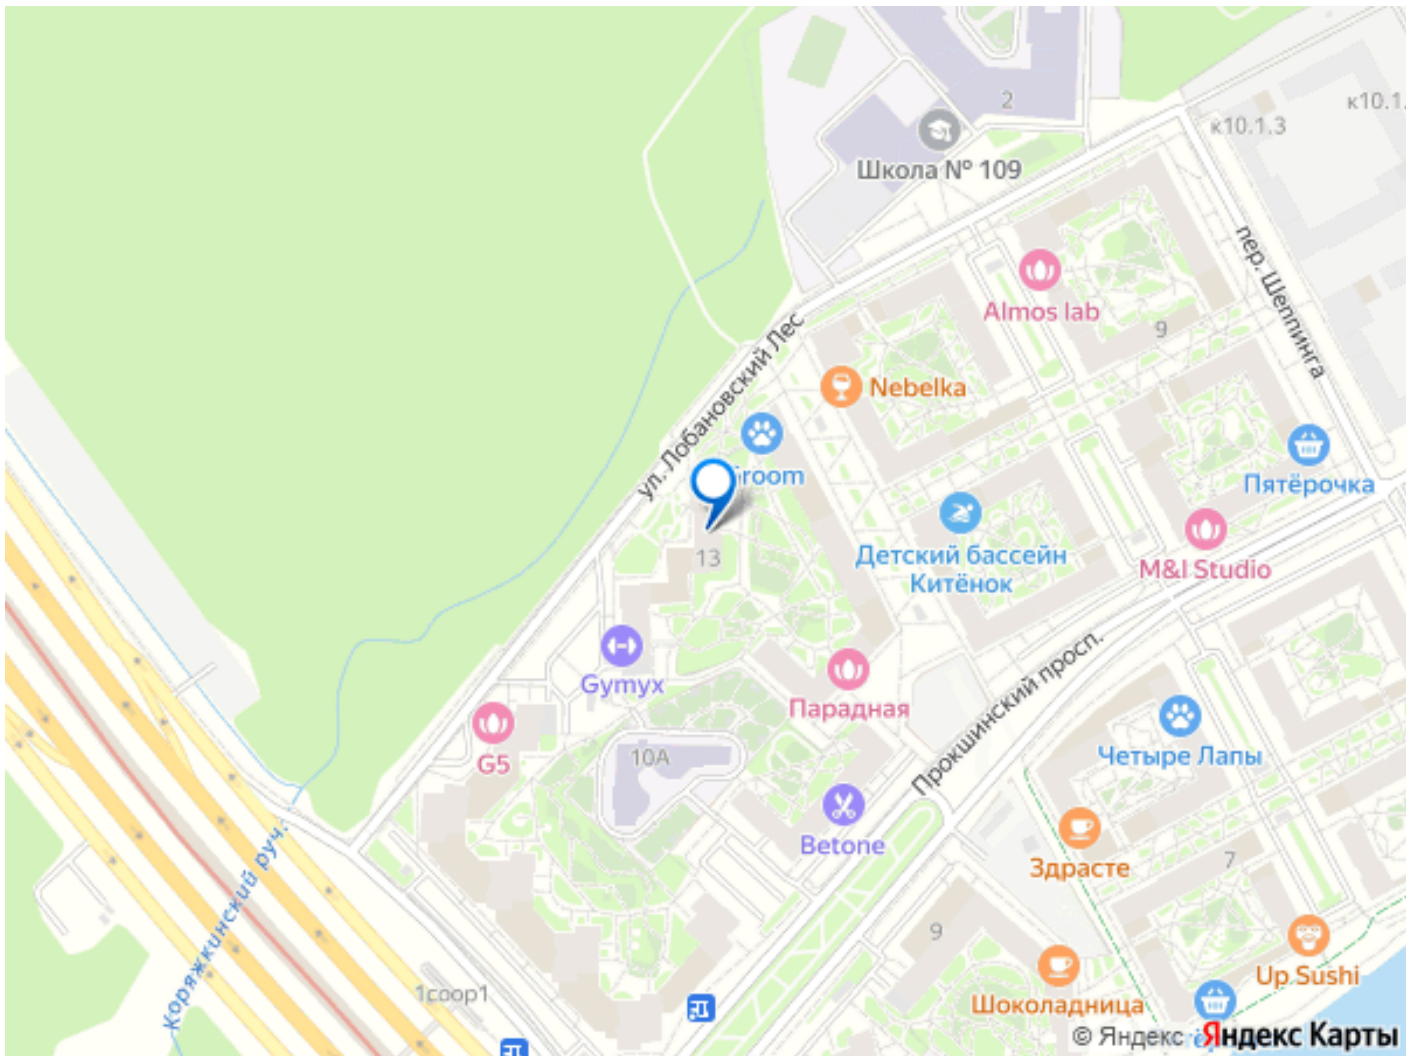 2
к10.1.
к10.1.3
Школа № 109
пер. Шеппинга
Almos lab
9
ул. Лобановский Лес
Nebelka
Groom
Пятёрочка
Детский бассейн
Китёнок
M&I Studio
13
Прокшинский просп.
Gymyx
Парадная
G5
10А
Четыре Лапы
Betone
Здрасте
7
Коряжкинский руч.
9
Up Sushi
1соор1
Шоколадница
© Яндекс Яндекс Карты